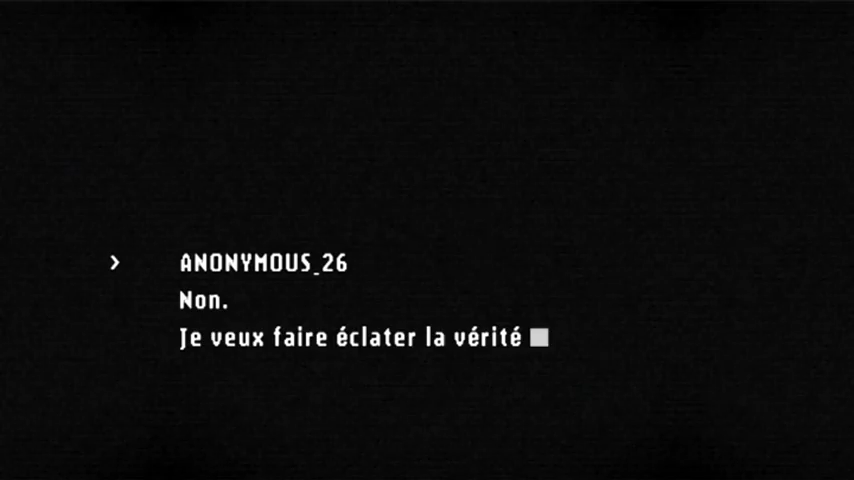 > ANONYMOUS_26
Non.
Je veux faire éclater la vérité